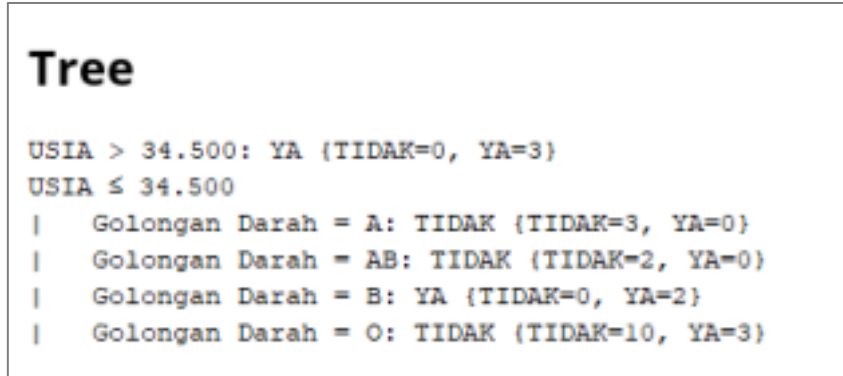 Tree
USIA > 34.500: YA {TIDAK=0, YA=3}
USIA ≤ 34.500
|   Golongan Darah = A: TIDAK {TIDAK=3, YA=0}
|   Golongan Darah = AB: TIDAK {TIDAK=2, YA=0}
|   Golongan Darah = B: YA {TIDAK=0, YA=2}
|   Golongan Darah = O: TIDAK {TIDAK=10, YA=3}